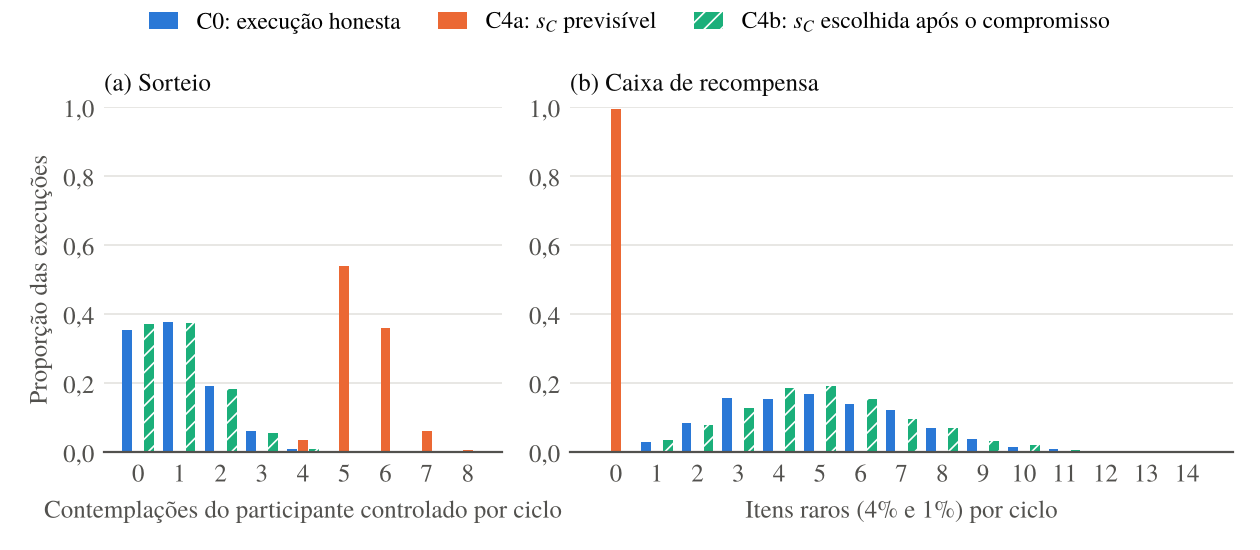 C0: execução honesta C4a: s_C previsível C4b: s_C escolhida após o compromisso
(a) Sorteio
(b) Caixa de recompensa
Proporção das execuções
1,0
0,8
0,6
0,4
0,2
0,0
0 1 2 3 4 5 6 7 8
Contemplações do participante controlado por ciclo
1,0
0,8
0,6
0,4
0,2
0,0
0 1 2 3 4 5 6 7 8 9 10 11 12 13 14
Itens raros (4% e 1%) por ciclo